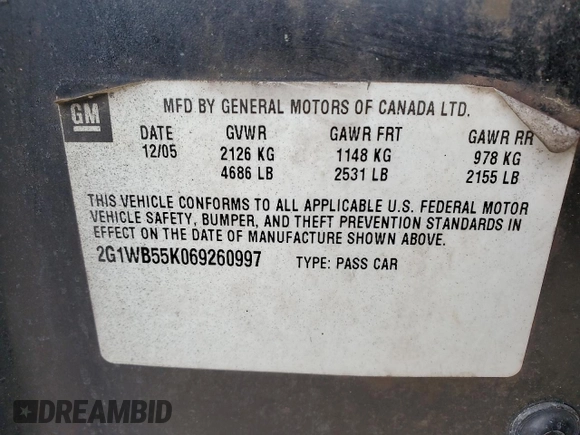 GM
MFD BY GENERAL MOTORS OF CANADA LTD.
DATE GVWR GAWR FRT GAWR RR
12/05 2126 KG 1148 KG 978 KG
4686 LB 2531 LB 2155 LB
THIS VEHICLE CONFORMS TO ALL APPLICABLE U.S. FEDERAL MOTOR
VEHICLE SAFETY, BUMPER, AND THEFT PREVENTION STANDARDS IN
EFFECT ON THE DATE OF MANUFACTURE SHOWN ABOVE.
2G1WB55K069260997 TYPE: PASS CAR
DREAMBID